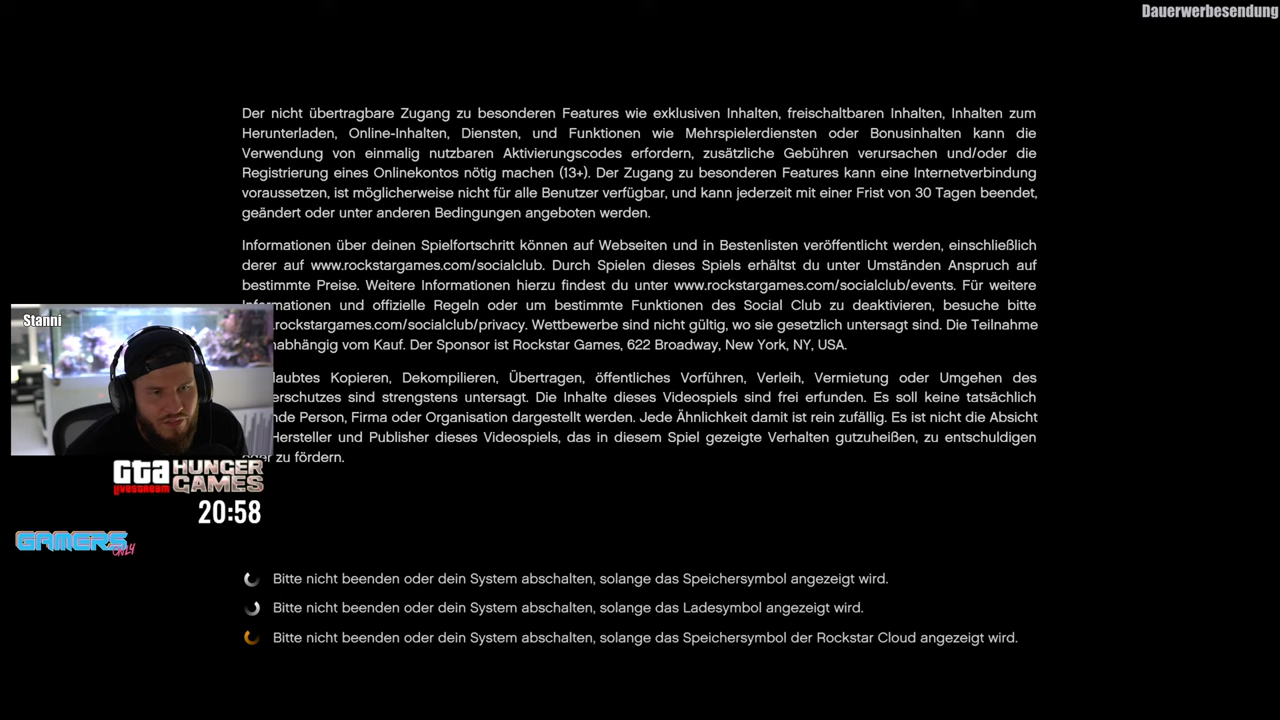 Dauerwerbesendung
Der nicht übertragbare Zugang zu besonderen Features wie exklusiven Inhalten, freischaltbaren Inhalten, Inhalten zum
Herunterladen, Online-Inhalten, Diensten, und Funktionen wie Mehrspielerdiensten oder Bonusinhalten kann die
Verwendung von einmalig nutzbaren Aktivierungscodes erfordern, zusätzliche Gebühren verursachen und/oder die
Registrierung eines Onlinekontos nötig machen (13+). Der Zugang zu besonderen Features kann eine Internetverbindung
voraussetzen, ist möglicherweise nicht für alle Benutzer verfügbar, und kann jederzeit mit einer Frist von 30 Tagen beendet,
geändert oder unter anderen Bedingungen angeboten werden.
Informationen über deinen Spielfortschritt können auf Webseiten und in Bestenlisten veröffentlicht werden, einschließlich
derer auf www.rockstargames.com/socialclub. Durch Spielen dieses Spiels erhältst du unter Umständen Anspruch auf
bestimmte Preise. Weitere Informationen hierzu findest du unter www.rockstargames.com/socialclub/events. Für weitere
Informationen und offizielle Regeln oder um bestimmte Funktionen des Social Club zu deaktivieren, besuche bitte
.rockstargames.com/socialclub/privacy. Wettbewerbe sind nicht gültig, wo sie gesetzlich untersagt sind. Die Teilnahme
nabhängig vom Kauf. Der Sponsor ist Rockstar Games, 622 Broadway, New York, NY, USA.
laubtes Kopieren, Dekompilieren, Übertragen, öffentliches Vorführen, Verleih, Vermietung oder Umgehen des
erschutzes sind strengstens untersagt. Die Inhalte dieses Videospiels sind frei erfunden. Es soll keine tatsächlich
nde Person, Firma oder Organisation dargestellt werden. Jede Ähnlichkeit damit ist rein zufällig. Es ist nicht die Absicht
Hersteller und Publisher dieses Videospiels, das in diesem Spiel gezeigte Verhalten gutzuheißen, zu entschuldigen
oder zu fördern.
Stanni
GTA HUNGER
LIVESTREAM GAMES
20:58
GAMERS
ONLY
Bitte nicht beenden oder dein System abschalten, solange das Speichersymbol angezeigt wird.
Bitte nicht beenden oder dein System abschalten, solange das Ladesymbol angezeigt wird.
Bitte nicht beenden oder dein System abschalten, solange das Speichersymbol der Rockstar Cloud angezeigt wird.